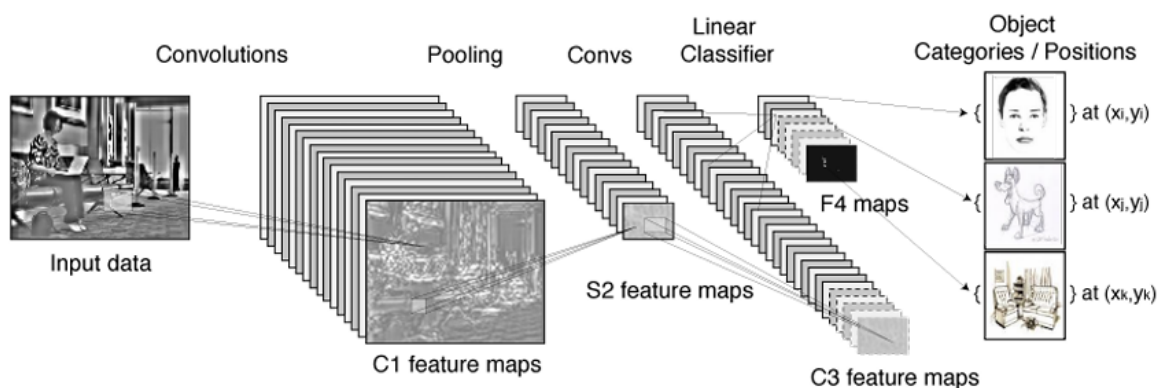 Convolutions
Pooling
Convs
Linear
Classifier
Object
Categories / Positions
{ } at (xi,yi)
{ } at (xj,yj)
{ } at (xk,yk)
Input data
C1 feature maps
S2 feature maps
C3 feature maps
F4 maps